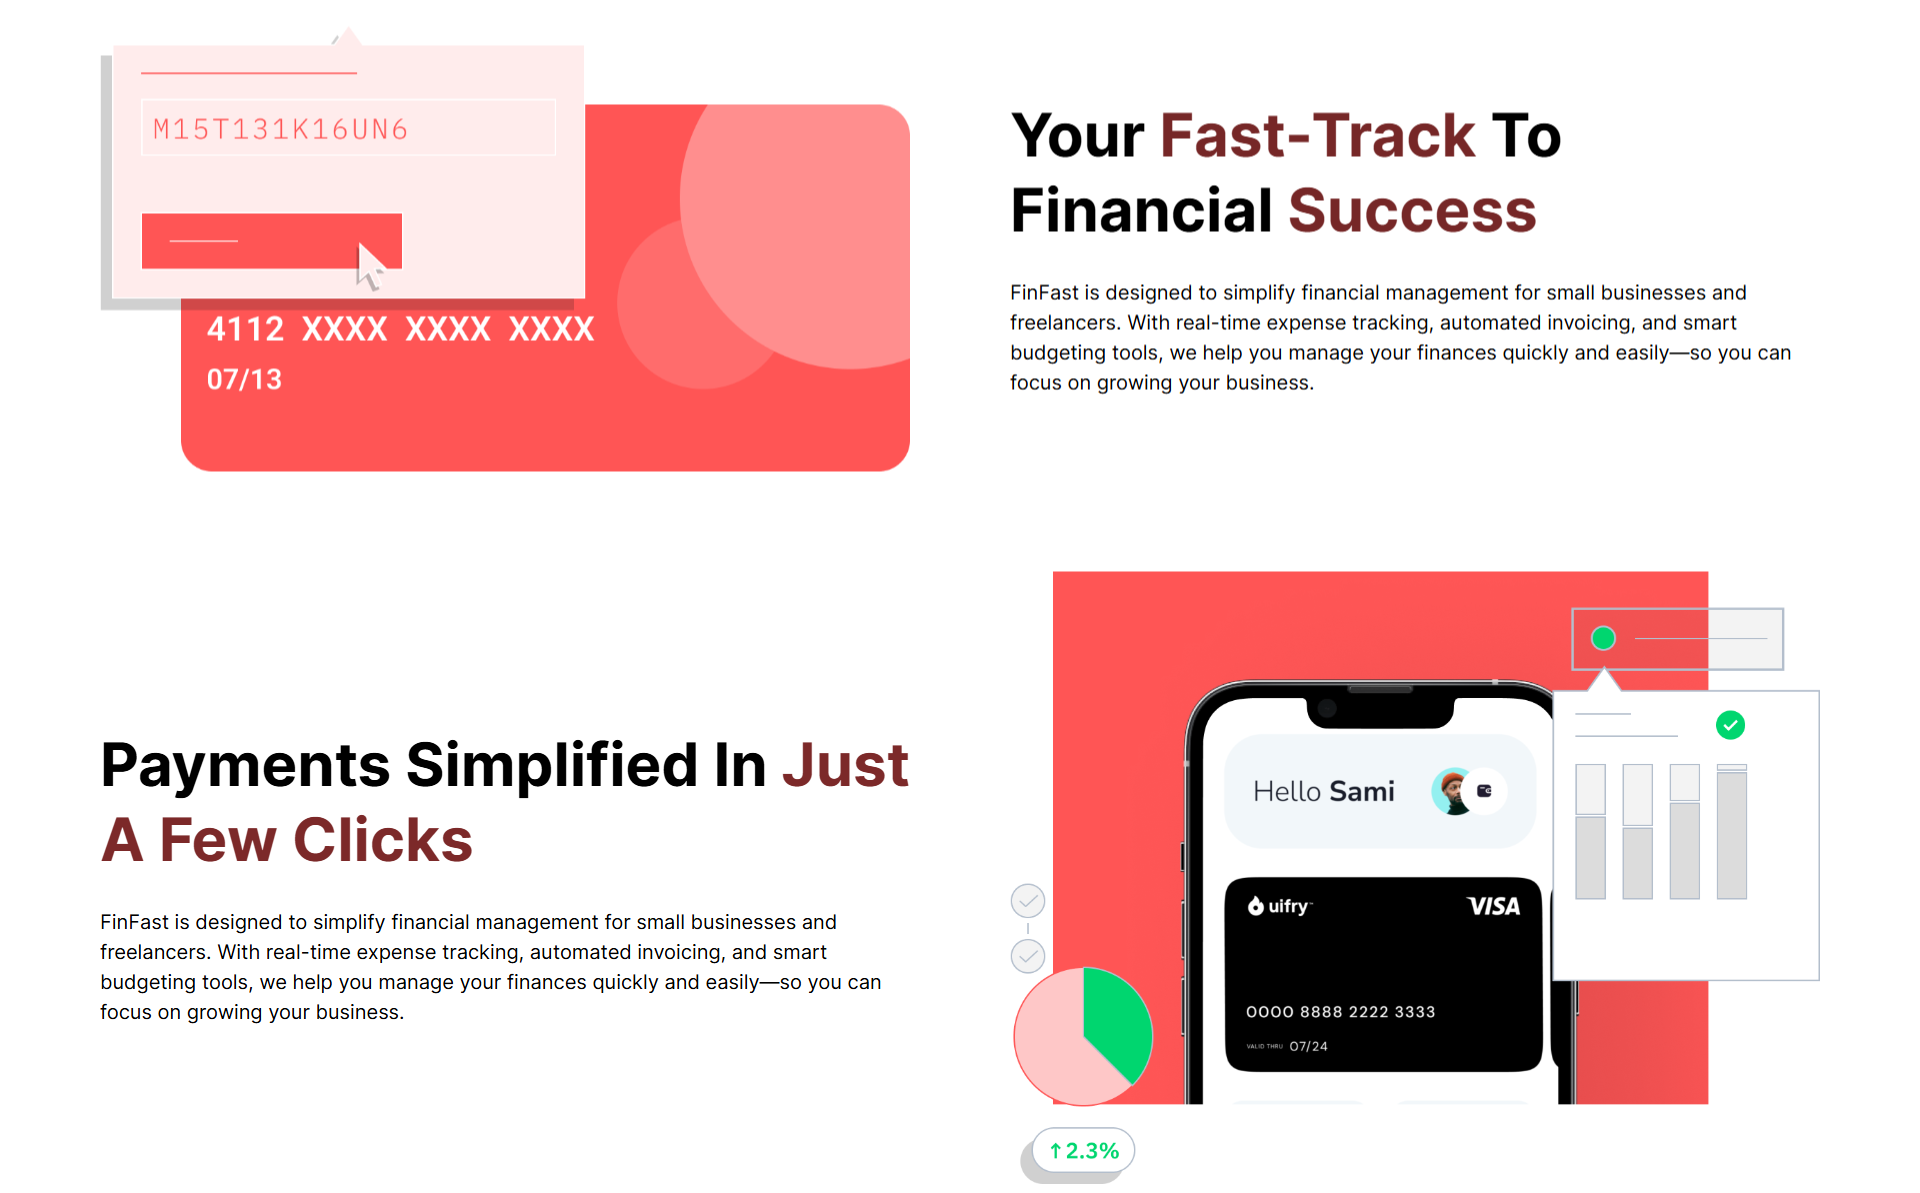 M15T131K16UN6
4112 XXXX XXXX XXXX
07/13
Your Fast-Track To
Financial Success
FinFast is designed to simplify financial management for small businesses and
freelancers. With real-time expense tracking, automated invoicing, and smart
budgeting tools, we help you manage your finances quickly and easily—so you can
focus on growing your business.
Payments Simplified In Just
A Few Clicks
FinFast is designed to simplify financial management for small businesses and
freelancers. With real-time expense tracking, automated invoicing, and smart
budgeting tools, we help you manage your finances quickly and easily—so you can
focus on growing your business.
Hello Sami
uifry™ VISA
0000 8888 2222 3333
VALID THRU 07/24
↑2.3%